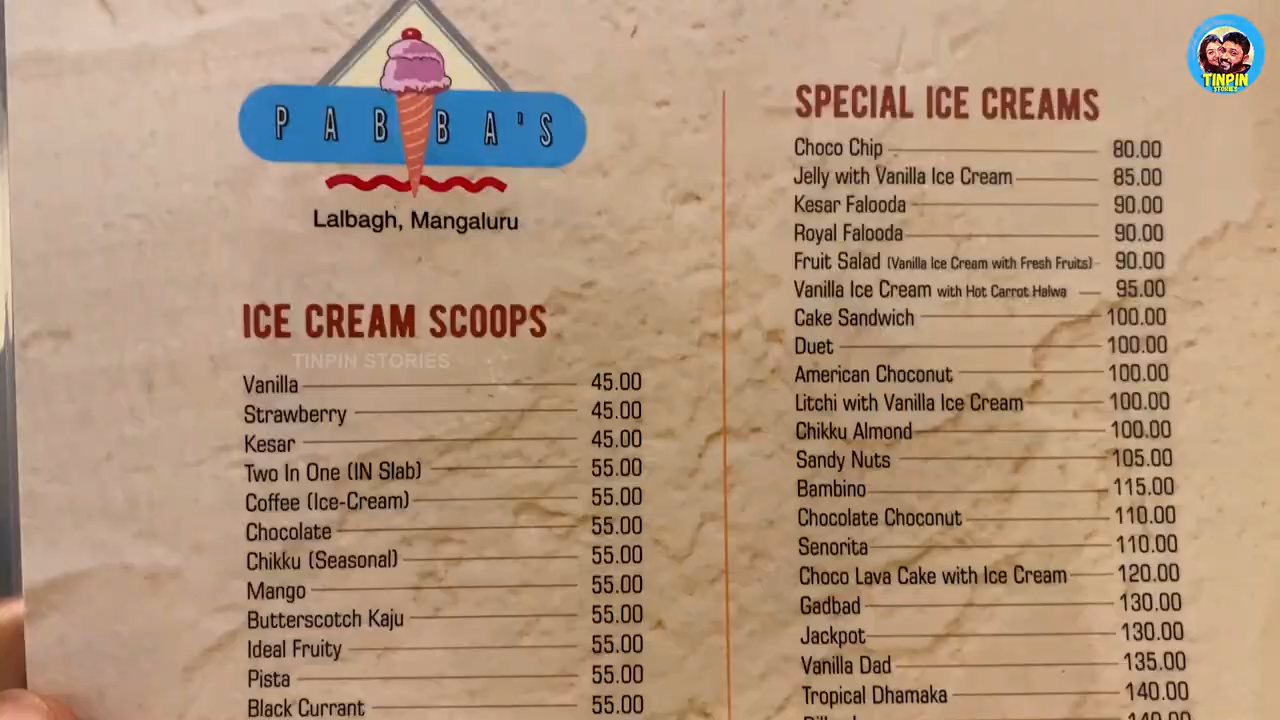 PABBA'S
Lalbagh, Mangaluru
ICE CREAM SCOOPS
TINPIN STORIES
Vanilla 45.00
Strawberry 45.00
Kesar 45.00
Two In One (IN Slab) 55.00
Coffee (Ice-Cream) 55.00
Chocolate 55.00
Chikku (Seasonal) 55.00
Mango 55.00
Butterscotch Kaju 55.00
Ideal Fruity 55.00
Pista 55.00
Black Currant 55.00
TINPIN
STORIES
SPECIAL ICE CREAMS
Choco Chip 80.00
Jelly with Vanilla Ice Cream 85.00
Kesar Falooda 90.00
Royal Falooda 90.00
Fruit Salad (Vanilla Ice Cream with Fresh Fruits) 90.00
Vanilla Ice Cream with Hot Carrot Halwa 95.00
Cake Sandwich 100.00
Duet 100.00
American Choconut 100.00
Litchi with Vanilla Ice Cream 100.00
Chikku Almond 100.00
Sandy Nuts 105.00
Bambino 115.00
Chocolate Choconut 110.00
Senorita 110.00
Choco Lava Cake with Ice Cream 120.00
Gadbad 130.00
Jackpot 130.00
Vanilla Dad 135.00
Tropical Dhamaka 140.00